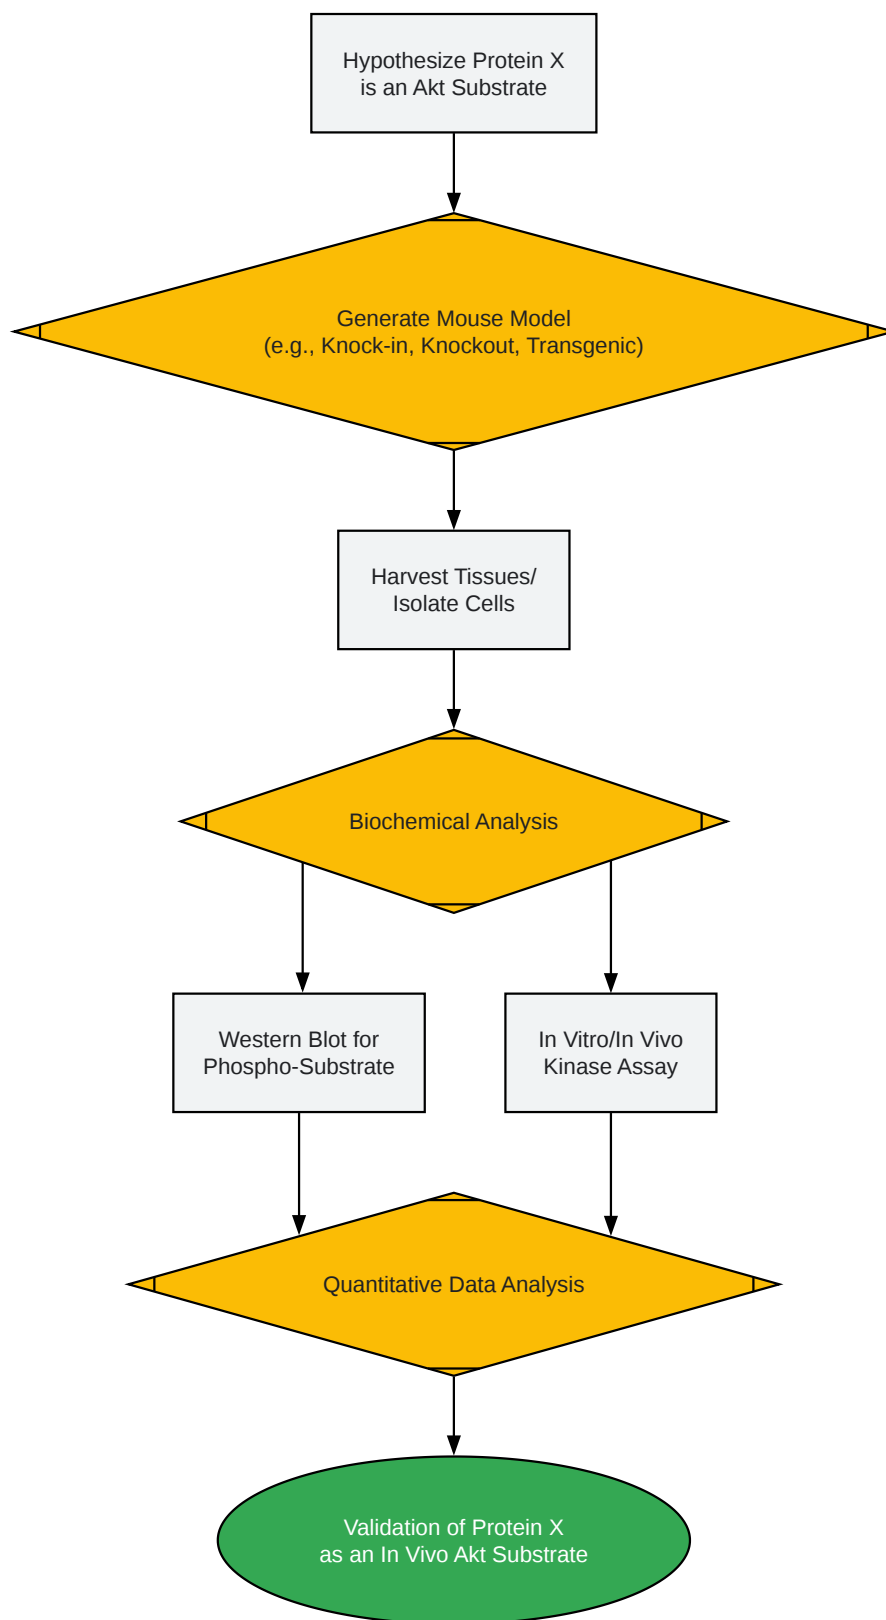 Hypothesize Protein X
is an Akt Substrate
Generate Mouse Model
(e.g., Knock-in, Knockout, Transgenic)
Harvest Tissues/
Isolate Cells
Biochemical Analysis
Western Blot for
Phospho-Substrate
In Vitro/In Vivo
Kinase Assay
Quantitative Data Analysis
Validation of Protein X
as an In Vivo Akt Substrate